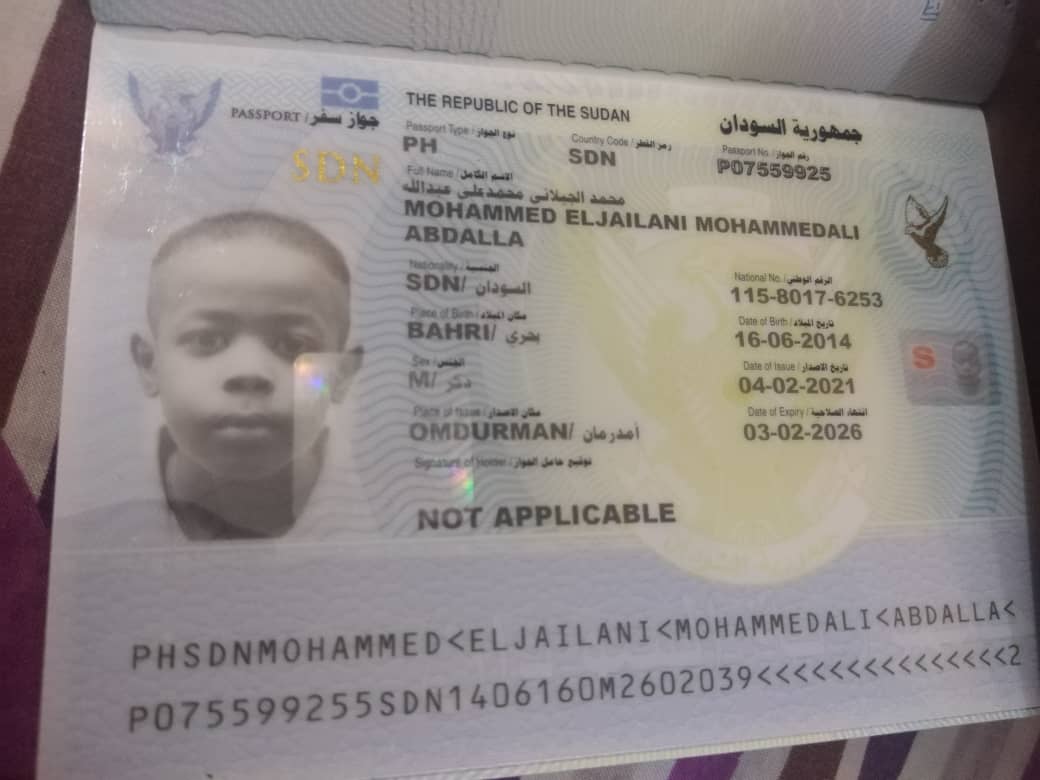 PASSPORT / جواز سفر
SDN
THE REPUBLIC OF THE SUDAN
جمهورية السودان
Passport Type / نوع الجواز
PH
Country Code / رمز القطر
SDN
Passport No. / رقم الجواز
P07559925
Full Name / الاسم الكامل
محمد الجيلاني محمدعلي عبدالله
MOHAMMED ELJAILANI MOHAMMEDALI
ABDALLA
Nationality / الجنسية
SDN/ السودان
National No. / الرقم الوطني
115-8017-6253
Place of Birth / مكان الميلاد
BAHRI/ بحري
Date of Birth / تاريخ الميلاد
16-06-2014
Sex / الجنس
M/ ذكر
Date of Issue / تاريخ الاصدار
04-02-2021
Place of Issue / مكان الاصدار
OMDURMAN/ أمدرمان
Date of Expiry / انتهاء الصلاحية
03-02-2026
Signature of Holder / توقيع حامل الجواز
NOT APPLICABLE
S
PHSDNMOHAMMED<ELJAILANI<MOHAMMEDALI<ABDALLA<
P075599255SDN1406160M2602039<<<<<<<<<<<<<<<2